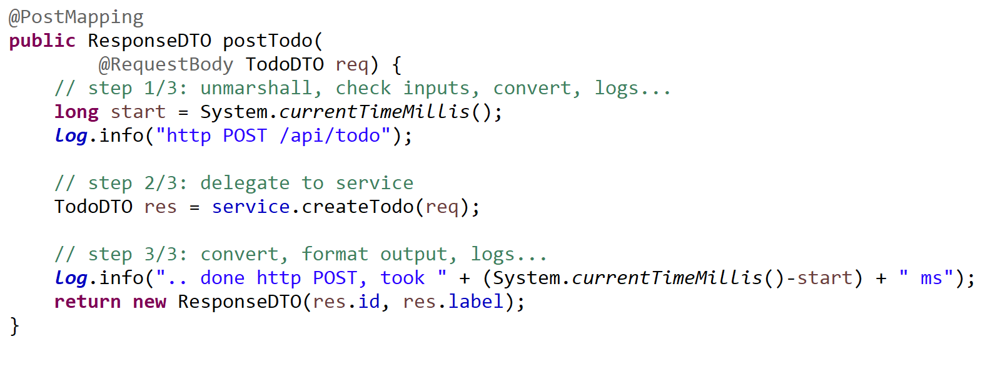 @PostMapping
public ResponseDTO postTodo(
        @RequestBody TodoDTO req) {
    // step 1/3: unmarshall, check inputs, convert, logs...
    long start = System.currentTimeMillis();
    log.info("http POST /api/todo");

    // step 2/3: delegate to service
    TodoDTO res = service.createTodo(req);

    // step 3/3: convert, format output, logs...
    log.info(".. done http POST, took " + (System.currentTimeMillis()-start) + " ms");
    return new ResponseDTO(res.id, res.label);
}